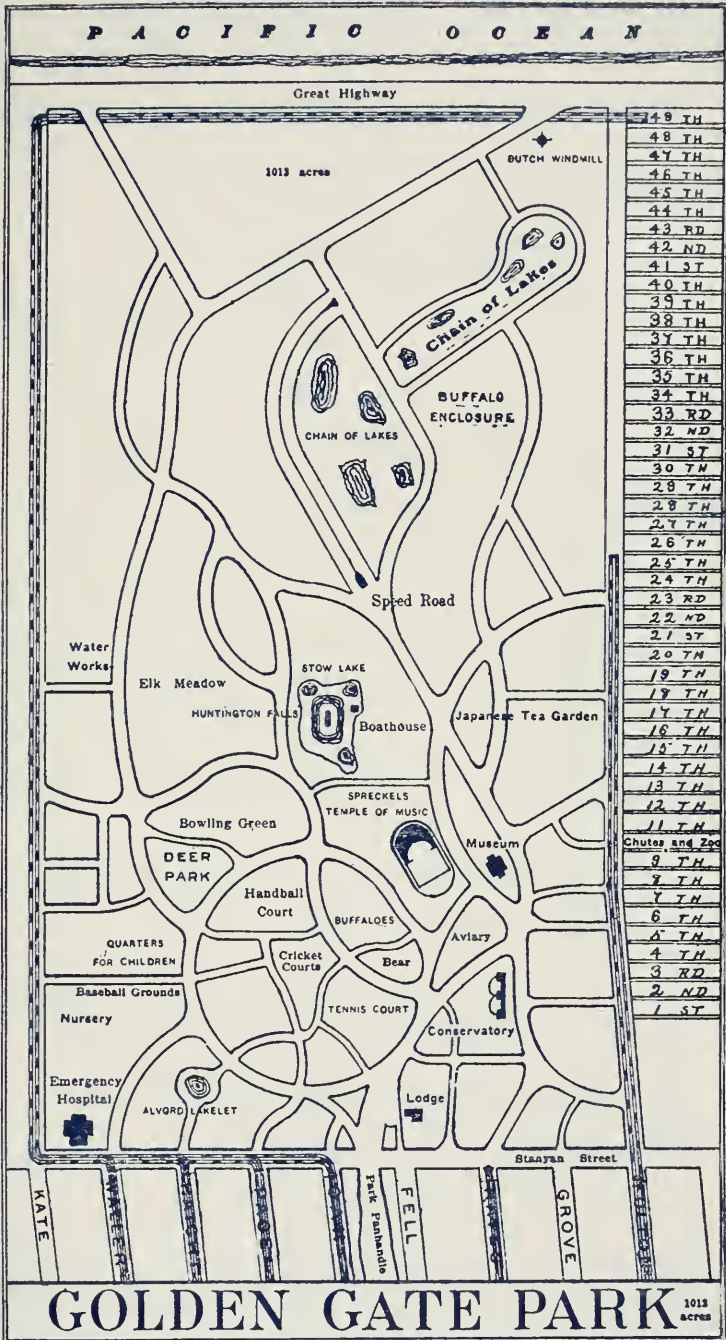 PACIFIC OCEAN
Great Highway
49 TH
48 TH
47 TH
46 TH
45 TH
44 TH
43 RD
42 ND
41 ST
40 TH
39 TH
38 TH
37 TH
36 TH
35 TH
34 TH
33 RD
32 ND
31 ST
30 TH
29 TH
28 TH
27 TH
26 TH
25 TH
24 TH
23 RD
22 ND
21 ST
20 TH
19 TH
18 TH
17 TH
16 TH
15 TH
14 TH
13 TH
12 TH
11 TH
Chutes and Zoo
9 TH
8 TH
7 TH
6 TH
5 TH
4 TH
3 RD
2 ND
1 ST
DUTCH WINDMILL
1013 acres
Chain of Lakes
BUFFALO
ENCLOSURE
CHAIN OF LAKES
Speed Road
Water
Works
Elk Meadow
STOW LAKE
HUNTINGTON FALLS
Boathouse
Japanese Tea Garden
SPRECKELS
TEMPLE OF MUSIC
Bowling Green
Museum
DEER
PARK
Handball
Court
BUFFALOES
Aviary
QUARTERS
FOR CHILDREN
Cricket
Courts
Bear
Baseball Grounds
Nursery
TENNIS COURT
Conservatory
Emergency
Hospital
ALVORD LAKELET
Lodge
Stanyan Street
KATE
WALLER
Park Panhandle
FELL
GROVE
GOLDEN GATE PARK
1013
acres